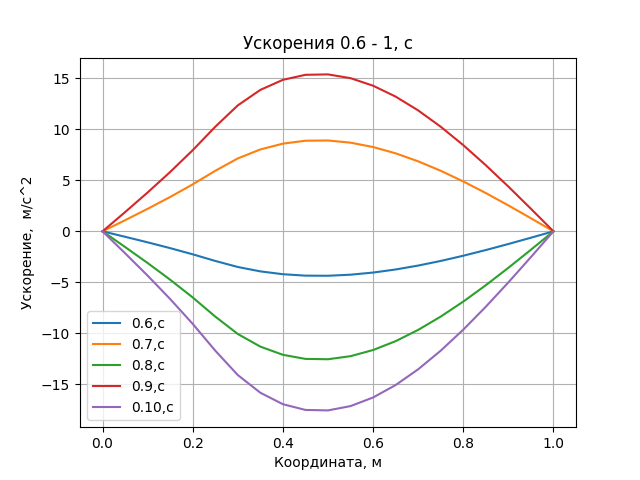 Ускорения 0.6 - 1, с
Ускорение,  м/с^2
15
10
5
0
−5
−10
−15
0.6,с
0.7,с
0.8,с
0.9,с
0.10,с
0.0 0.2 0.4 0.6 0.8 1.0
Координата, м